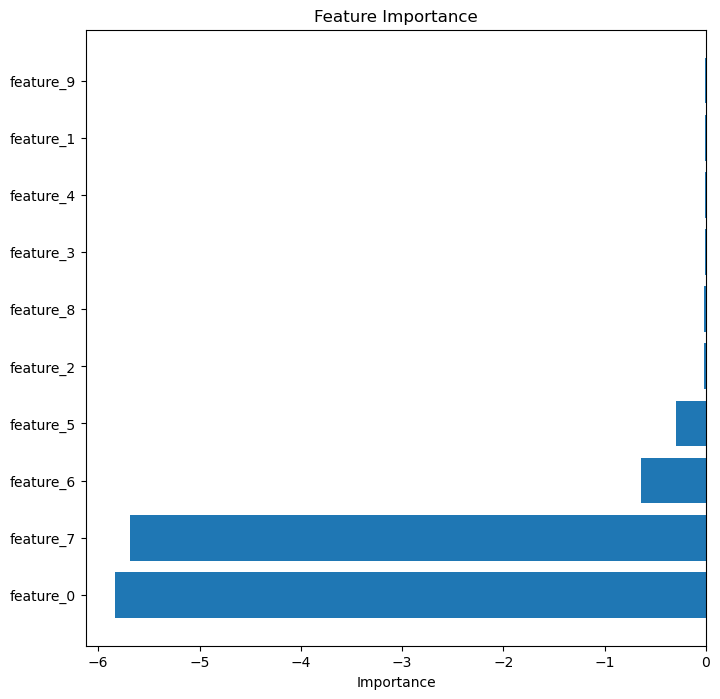 Feature Importance
feature_9
feature_1
feature_4
feature_3
feature_8
feature_2
feature_5
feature_6
feature_7
feature_0
−6 −5 −4 −3 −2 −1 0
Importance